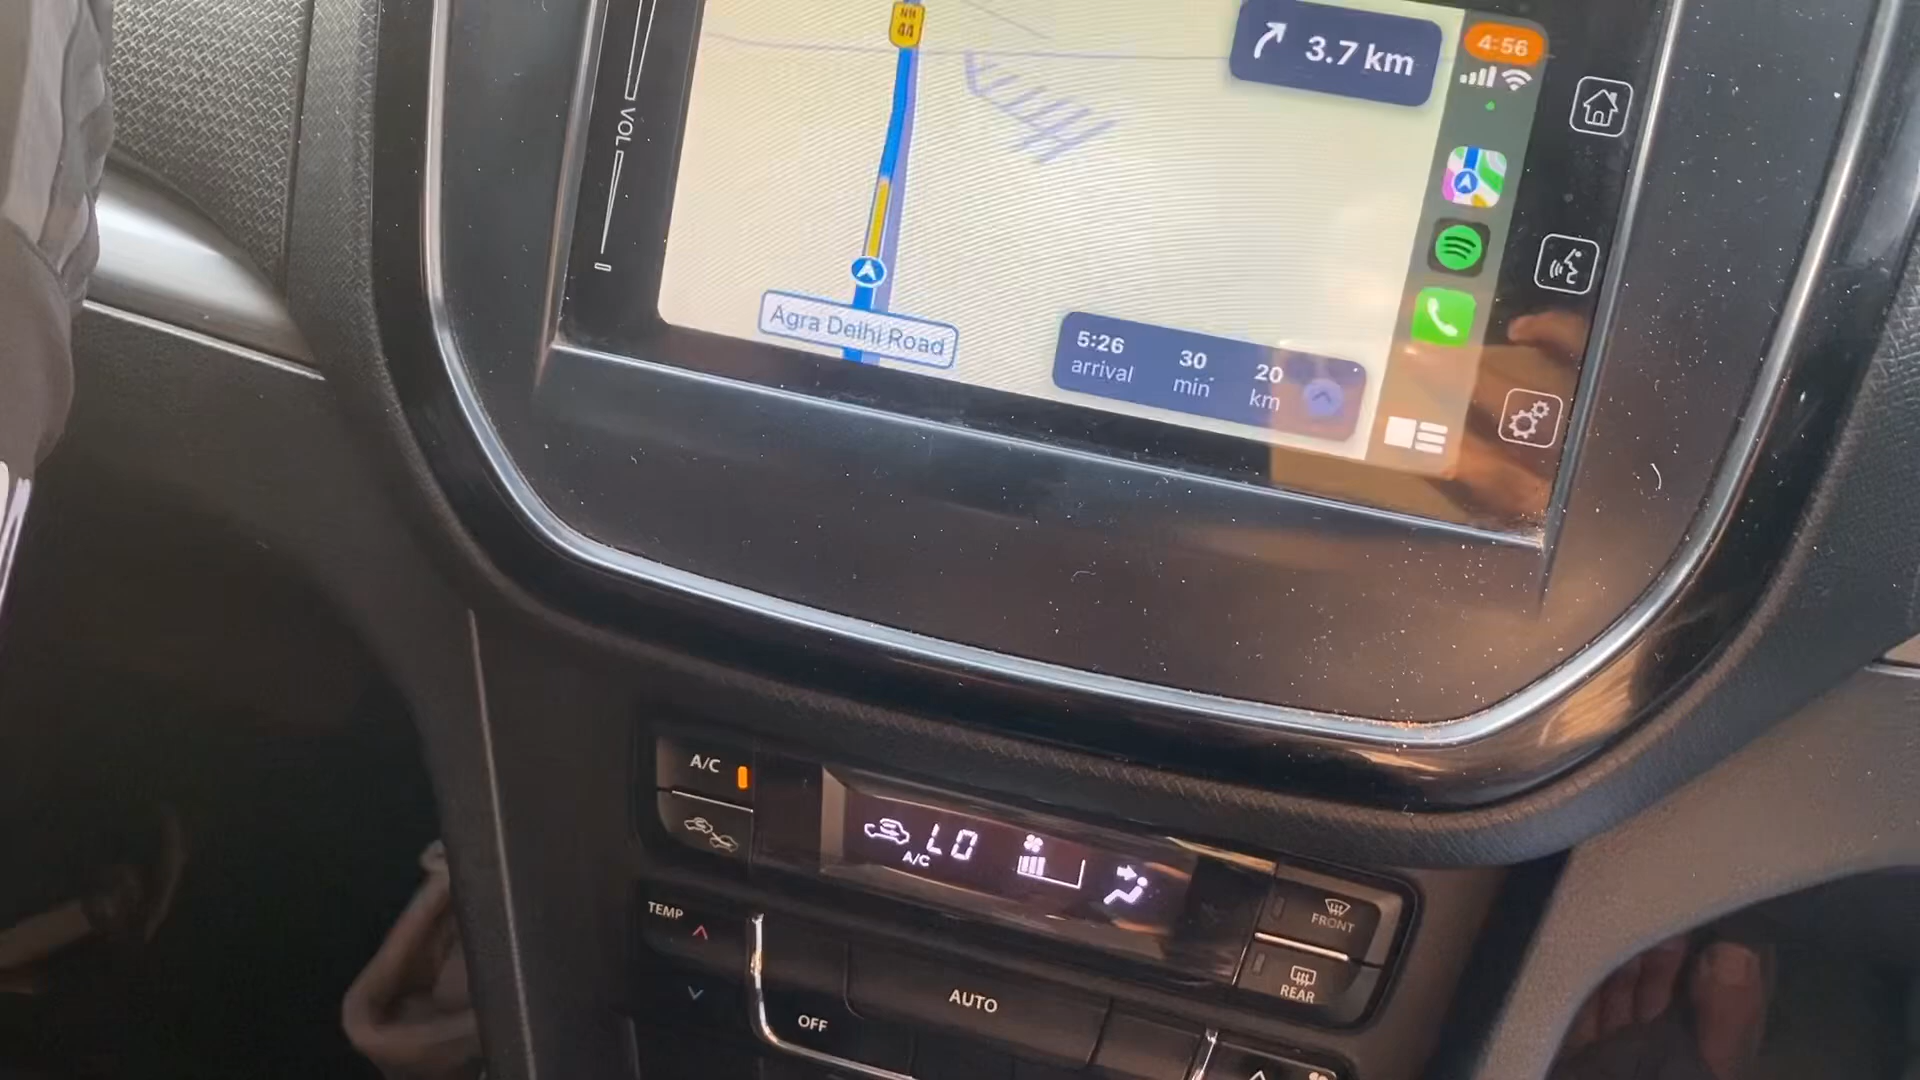 NH
44
3.7 km
4:56
VOL
Agra Delhi Road
5:26
arrival
30
min
20
km
A/C
LO
A/C
TEMP
OFF
AUTO
FRONT
REAR